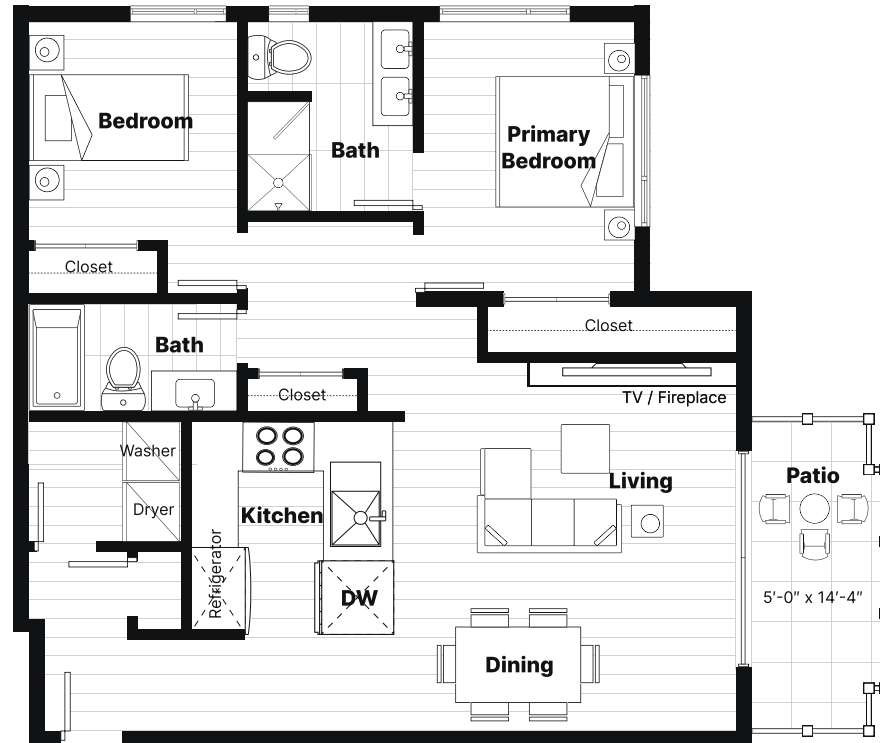 Bedroom
Bath
Primary
Bedroom
Closet
Closet
Bath
Closet
TV / Fireplace
Washer
Living
Patio
Dryer
Kitchen
Refrigerator
DW
5'-0" x 14'-4"
Dining